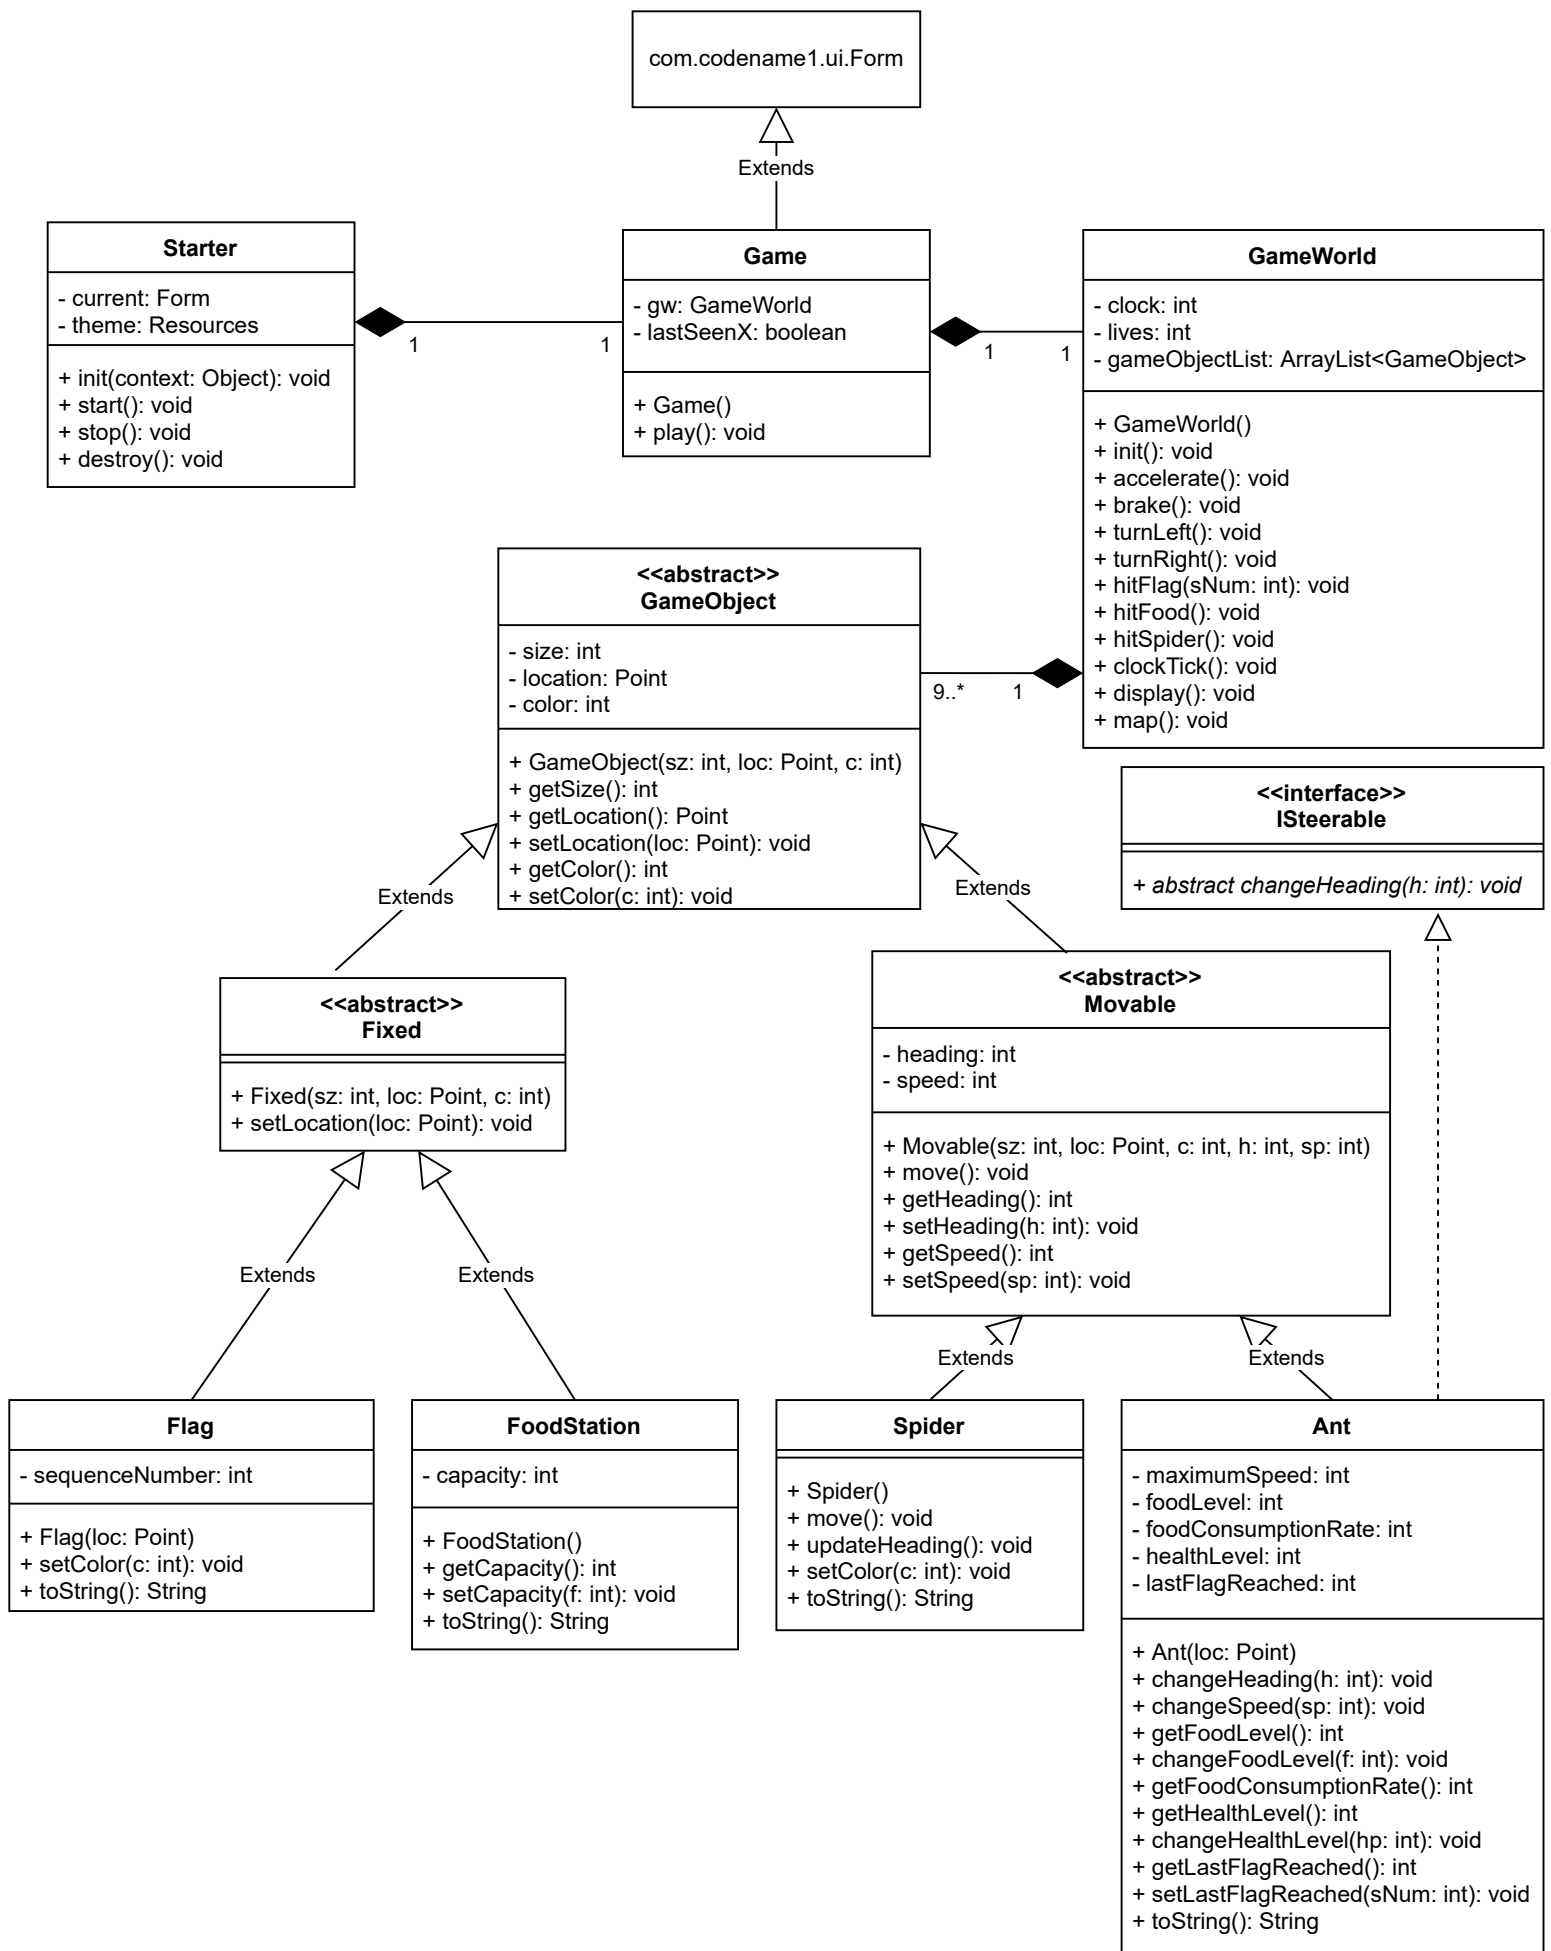 com.codename1.ui.Form
Extends
Starter
- current: Form
- theme: Resources
+ init(context: Object): void
+ start(): void
+ stop(): void
+ destroy(): void
1
1
Game
- gw: GameWorld
- lastSeenX: boolean
+ Game()
+ play(): void
1
1
GameWorld
- clock: int
- lives: int
- gameObjectList: ArrayList<GameObject>
+ GameWorld()
+ init(): void
+ accelerate(): void
+ brake(): void
+ turnLeft(): void
+ turnRight(): void
+ hitFlag(sNum: int): void
+ hitFood(): void
+ hitSpider(): void
+ clockTick(): void
+ display(): void
+ map(): void
<<abstract>>
GameObject
- size: int
- location: Point
- color: int
+ GameObject(sz: int, loc: Point, c: int)
+ getSize(): int
+ getLocation(): Point
+ setLocation(loc: Point): void
+ getColor(): int
+ setColor(c: int): void
9..*
1
<<interface>>
ISteerable
+ abstract changeHeading(h: int): void
Extends
Extends
<<abstract>>
Fixed
+ Fixed(sz: int, loc: Point, c: int)
+ setLocation(loc: Point): void
<<abstract>>
Movable
- heading: int
- speed: int
+ Movable(sz: int, loc: Point, c: int, h: int, sp: int)
+ move(): void
+ getHeading(): int
+ setHeading(h: int): void
+ getSpeed(): int
+ setSpeed(sp: int): void
Extends
Extends
Extends
Extends
Flag
- sequenceNumber: int
+ Flag(loc: Point)
+ setColor(c: int): void
+ toString(): String
FoodStation
- capacity: int
+ FoodStation()
+ getCapacity(): int
+ setCapacity(f: int): void
+ toString(): String
Spider
+ Spider()
+ move(): void
+ updateHeading(): void
+ setColor(c: int): void
+ toString(): String
Ant
- maximumSpeed: int
- foodLevel: int
- foodConsumptionRate: int
- healthLevel: int
- lastFlagReached: int
+ Ant(loc: Point)
+ changeHeading(h: int): void
+ changeSpeed(sp: int): void
+ getFoodLevel(): int
+ changeFoodLevel(f: int): void
+ getFoodConsumptionRate(): int
+ getHealthLevel(): int
+ changeHealthLevel(hp: int): void
+ getLastFlagReached(): int
+ setLastFlagReached(sNum: int): void
+ toString(): String